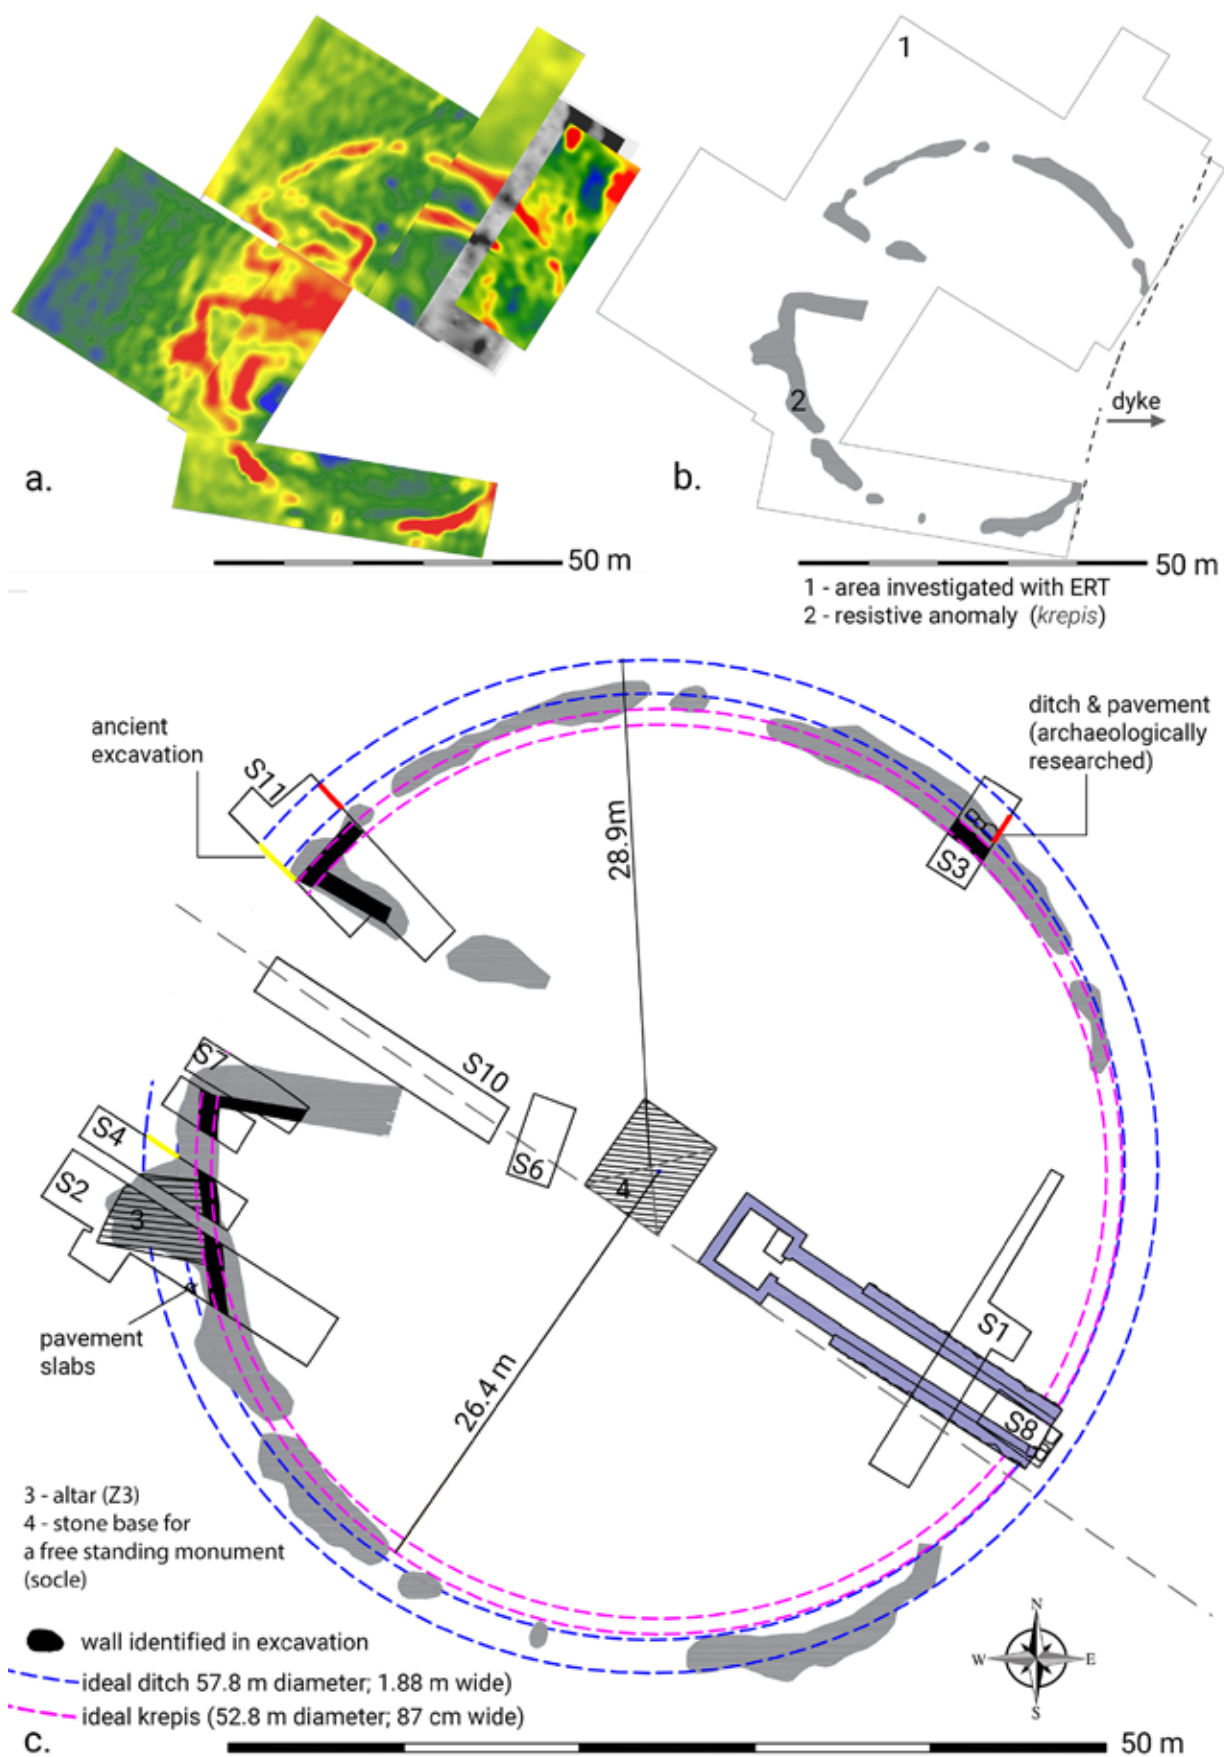 1
2
dyke
a.
b.
50 m
50 m
1 - area investigated with ERT
2 - resistive anomaly (krepis)
ancient
excavation
ditch & pavement
(archaeologically
researched)
S11
28.9m
S3
S7
S10
S4
S6
S2
3
4
S1
pavement
slabs
26.4 m
S8
3 - altar (Z3)
4 - stone base for
a free standing monument
(socle)
N
W E
S
wall identified in excavation
ideal ditch 57.8 m diameter; 1.88 m wide)
ideal krepis (52.8 m diameter; 87 cm wide)
c.
50 m